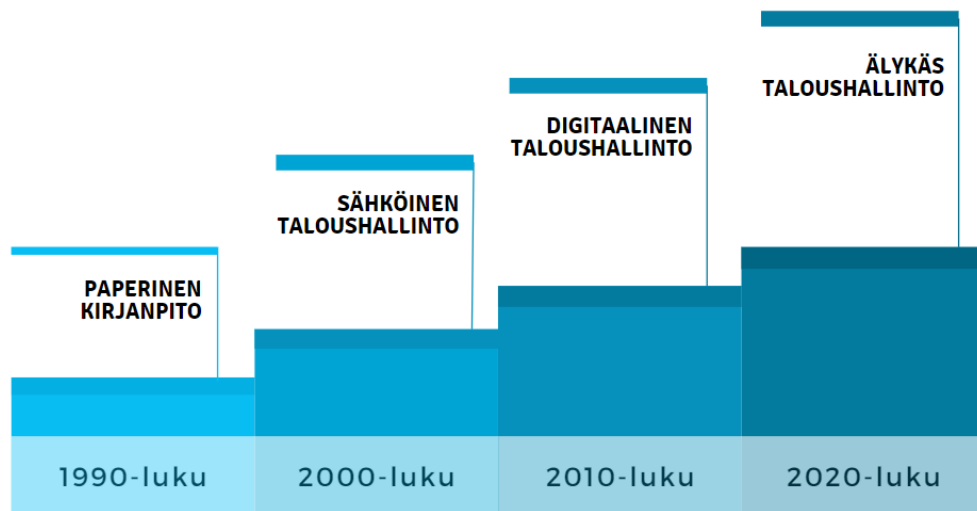 PAPERINEN
KIRJANPITO
SÄHKÖINEN
TALOUSHALLINTO
DIGITAALINEN
TALOUSHALLINTO
ÄLYKÄS
TALOUSHALLINTO
1990-luku
2000-luku
2010-luku
2020-luku